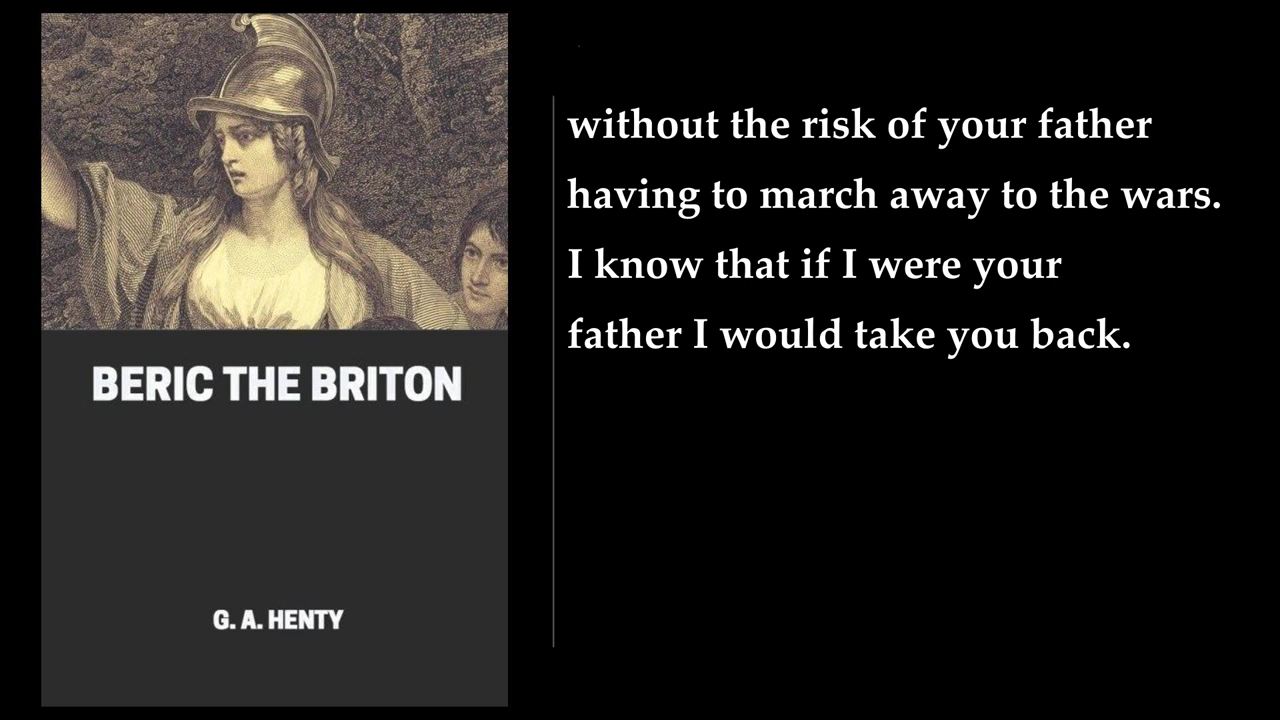 BERIC THE BRITON
G. A. HENTY
without the risk of your father
having to march away to the wars.
I know that if I were your
father I would take you back.